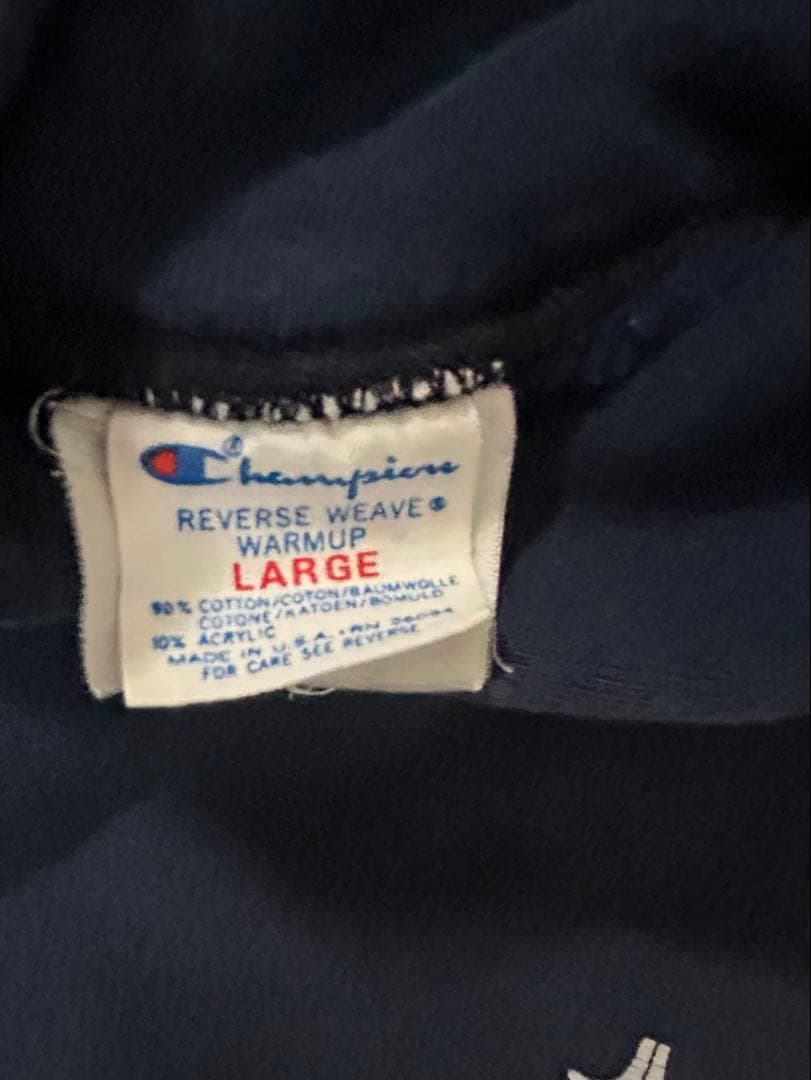 Champion®
REVERSE WEAVE®
WARMUP
LARGE
90% COTTON/COTON/BAUMWOLLE
COTONE/KATOEN/BOMULD
10% ACRYLIC
MADE IN U.S.A. • RN
FOR CARE SEE REVERSE